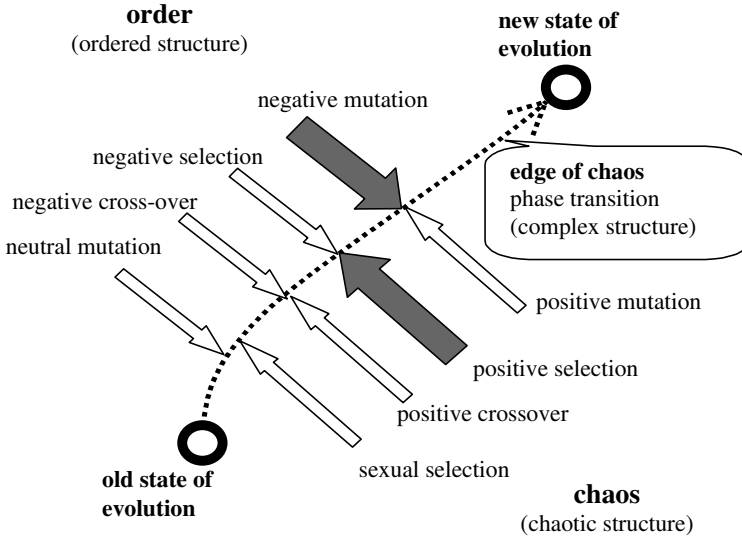 order
(ordered structure)
new state of
evolution
negative mutation
negative selection
negative cross-over
neutral mutation
edge of chaos
phase transition
(complex structure)
positive mutation
positive selection
positive crossover
sexual selection
old state of
evolution
chaos
(chaotic structure)